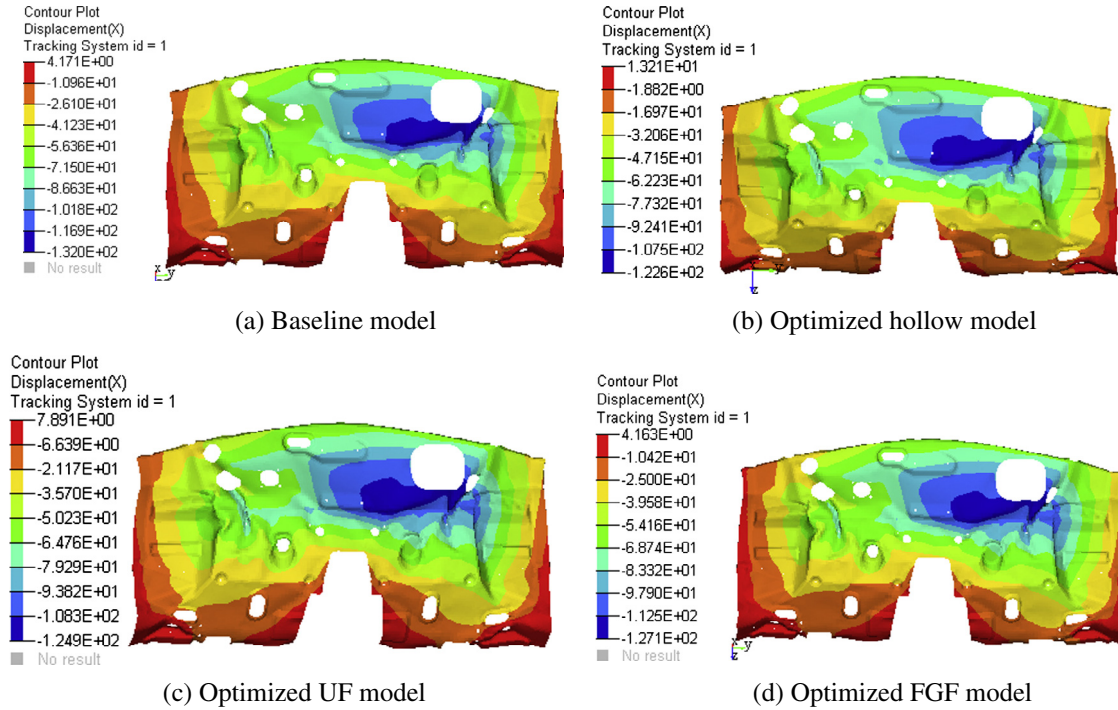 Contour Plot
Displacement(X)
Tracking System id = 1
4.171E+00
-1.096E+01
-2.610E+01
-4.123E+01
-5.636E+01
-7.150E+01
-8.663E+01
-1.018E+02
-1.169E+02
-1.320E+02
No result
x y
(a) Baseline model
Contour Plot
Displacement(X)
Tracking System id = 1
1.321E+01
-1.882E+00
-1.697E+01
-3.206E+01
-4.715E+01
-6.223E+01
-7.732E+01
-9.241E+01
-1.075E+02
-1.226E+02
y
z
(b) Optimized hollow model
Contour Plot
Displacement(X)
Tracking System id = 1
7.891E+00
-6.639E+00
-2.117E+01
-3.570E+01
-5.023E+01
-6.476E+01
-7.929E+01
-9.382E+01
-1.083E+02
-1.249E+02
No result
(c) Optimized UF model
Contour Plot
Displacement(X)
Tracking System id = 1
4.163E+00
-1.042E+01
-2.500E+01
-3.958E+01
-5.416E+01
-6.874E+01
-8.332E+01
-9.790E+01
-1.125E+02
-1.271E+02
No result
x y
z
(d) Optimized FGF model